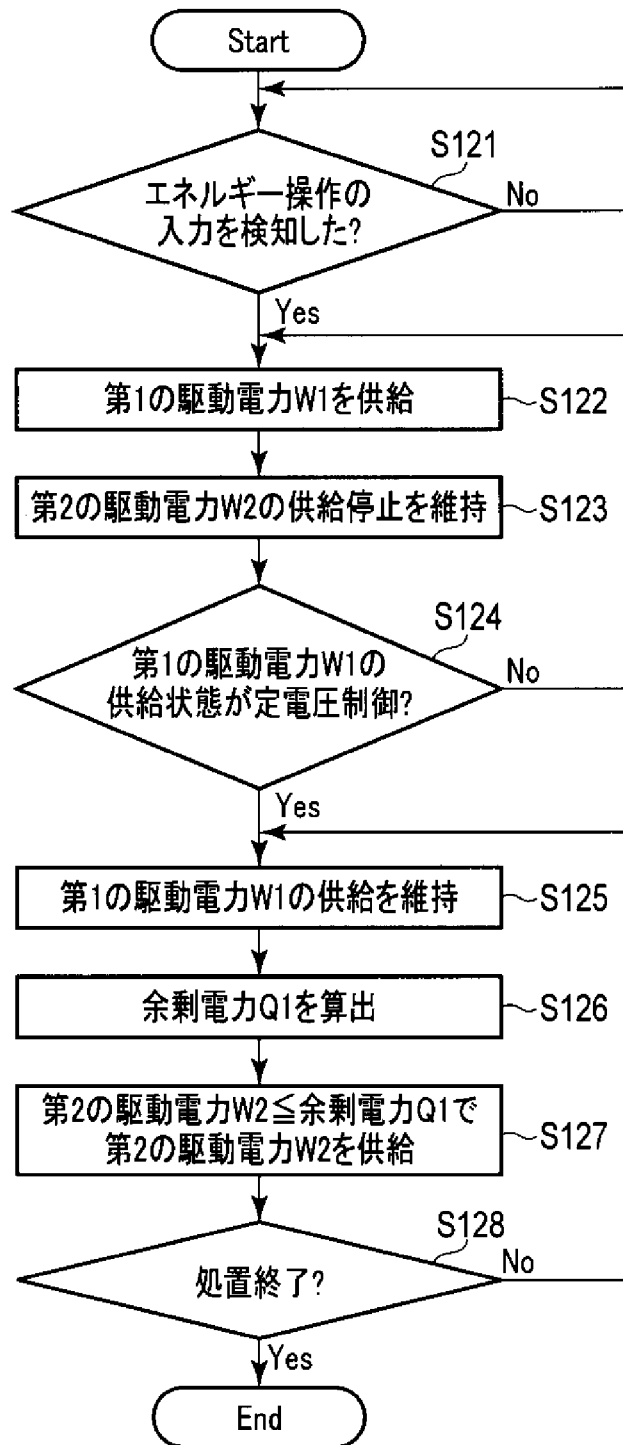 Start
S121
エネルギー操作の
入力を検知した?
No
Yes
第1の駆動電力W1を供給
S122
第2の駆動電力W2の供給停止を維持
S123
S124
第1の駆動電力W1の
供給状態が定電圧制御?
No
Yes
第1の駆動電力W1の供給を維持
S125
余剰電力Q1を算出
S126
第2の駆動電力W2≦余剰電力Q1で
第2の駆動電力W2を供給
S127
S128
処置終了?
No
Yes
End